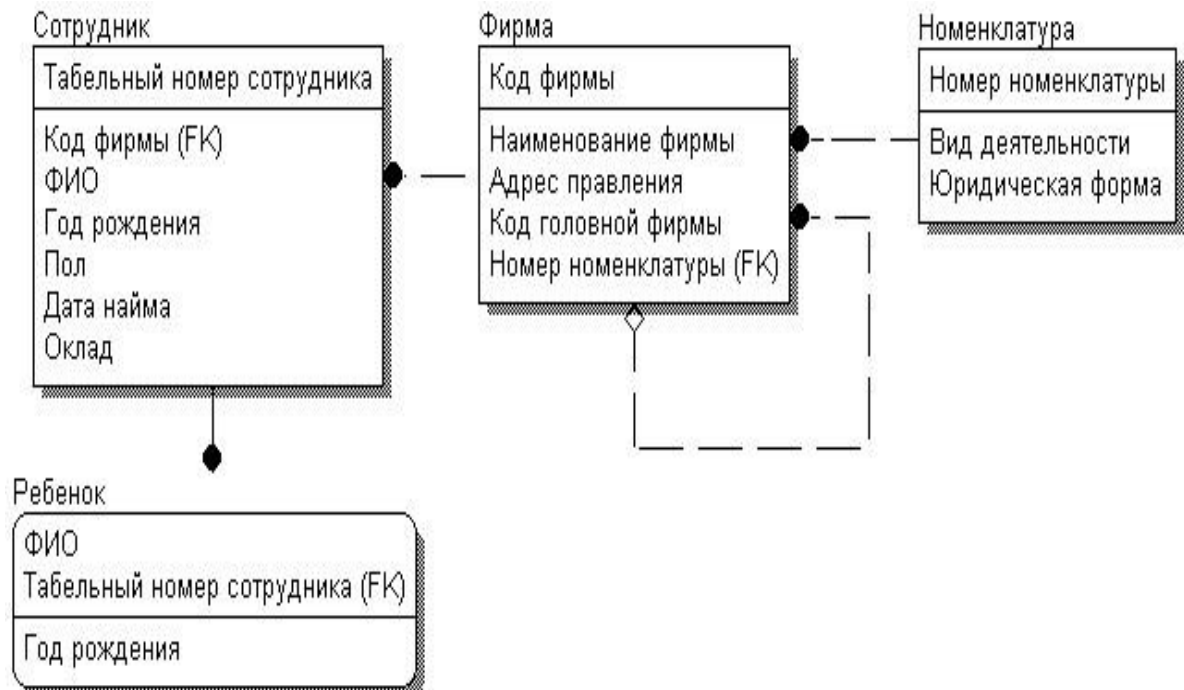 Сотрудник
Табельный номер сотрудника
Код фирмы (FK)
ФИО
Год рождения
Пол
Дата найма
Оклад
Фирма
Код фирмы
Наименование фирмы
Адрес правления
Код головной фирмы
Номер номенклатуры (FK)
Номенклатура
Номер номенклатуры
Вид деятельности
Юридическая форма
Ребенок
ФИО
Табельный номер сотрудника (FK)
Год рождения